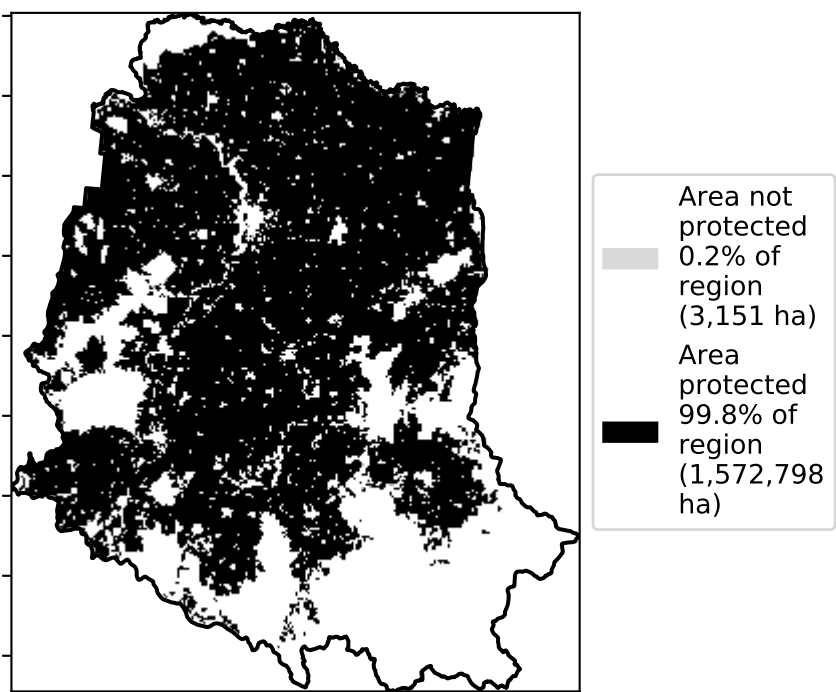 Area not
protected
0.2% of
region
(3,151 ha)
Area
protected
99.8% of
region
(1,572,798
ha)